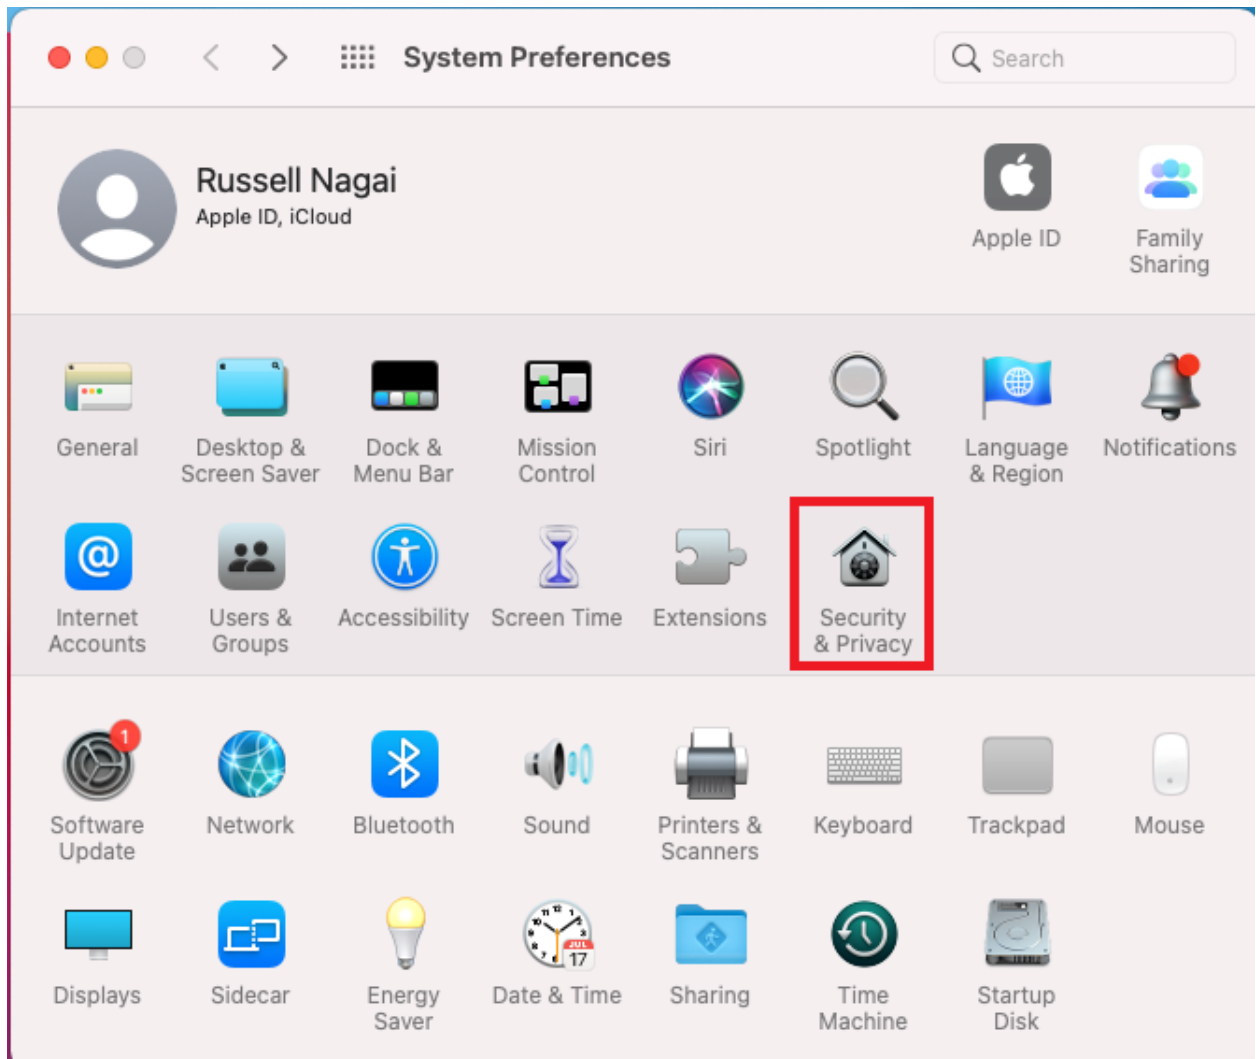 System Preferences
Search
Russell Nagai
Apple ID, iCloud
Apple ID
Family
Sharing
General
Desktop &
Screen Saver
Dock &
Menu Bar
Mission
Control
Siri
Spotlight
Language
& Region
Notifications
@
Internet
Accounts
Users &
Groups
Accessibility
Screen Time
Extensions
Security
& Privacy
1
Software
Update
Network
Bluetooth
Sound
Printers &
Scanners
Keyboard
Trackpad
Mouse
Displays
Sidecar
Energy
Saver
JUL
17
Date & Time
Sharing
Time
Machine
Startup
Disk